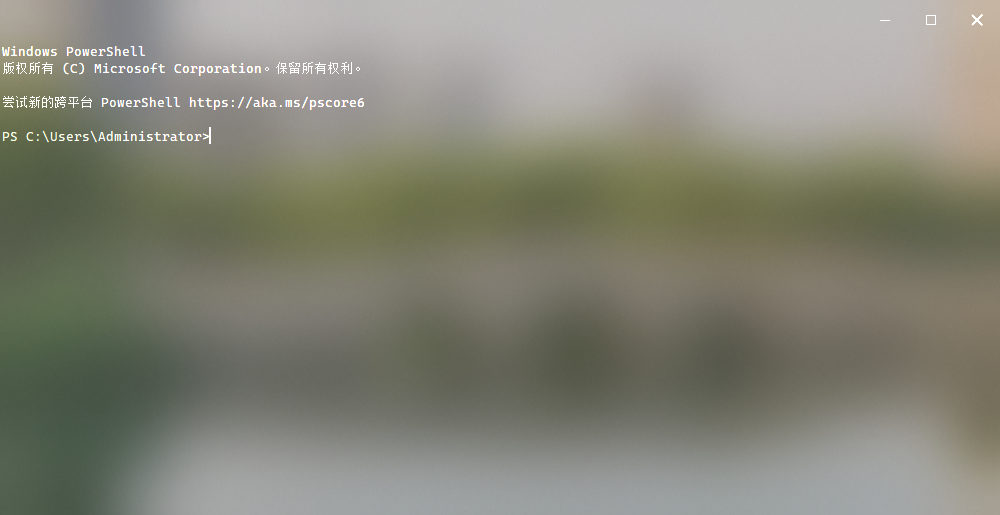 Windows PowerShell
版权所有 (C) Microsoft Corporation。保留所有权利。
尝试新的跨平台 PowerShell https://aka.ms/pscore6
PS C:\Users\Administrator>